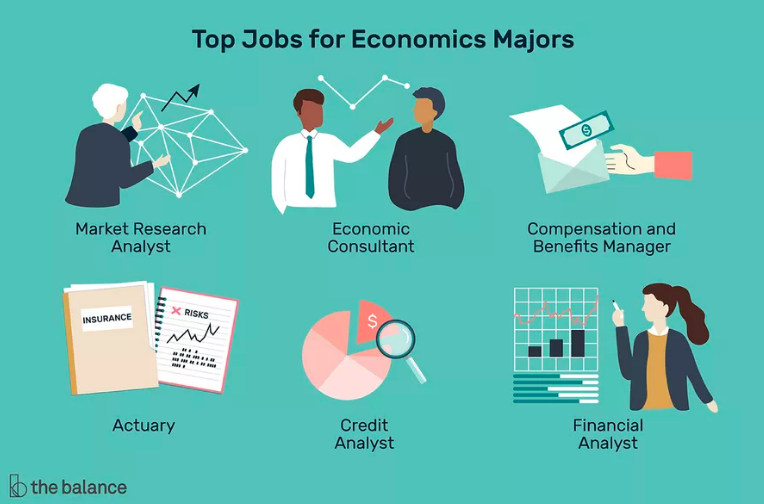 Top Jobs for Economics Majors
Market Research
Analyst
Economic
Consultant
Compensation and
Benefits Manager
INSURANCE
X RISKS
$
$
Actuary
Credit
Analyst
Financial
Analyst
the balance